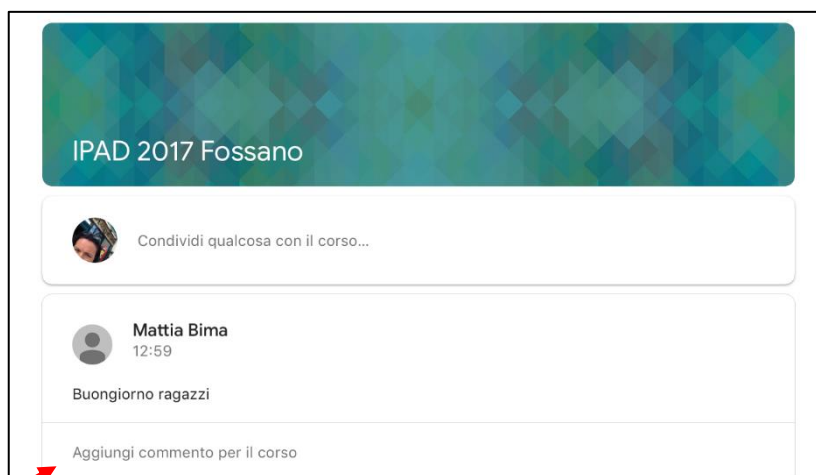 IPAD 2017 Fossano
Condividi qualcosa con il corso...
Mattia Bima
12:59
Buongiorno ragazzi
Aggiungi commento per il corso